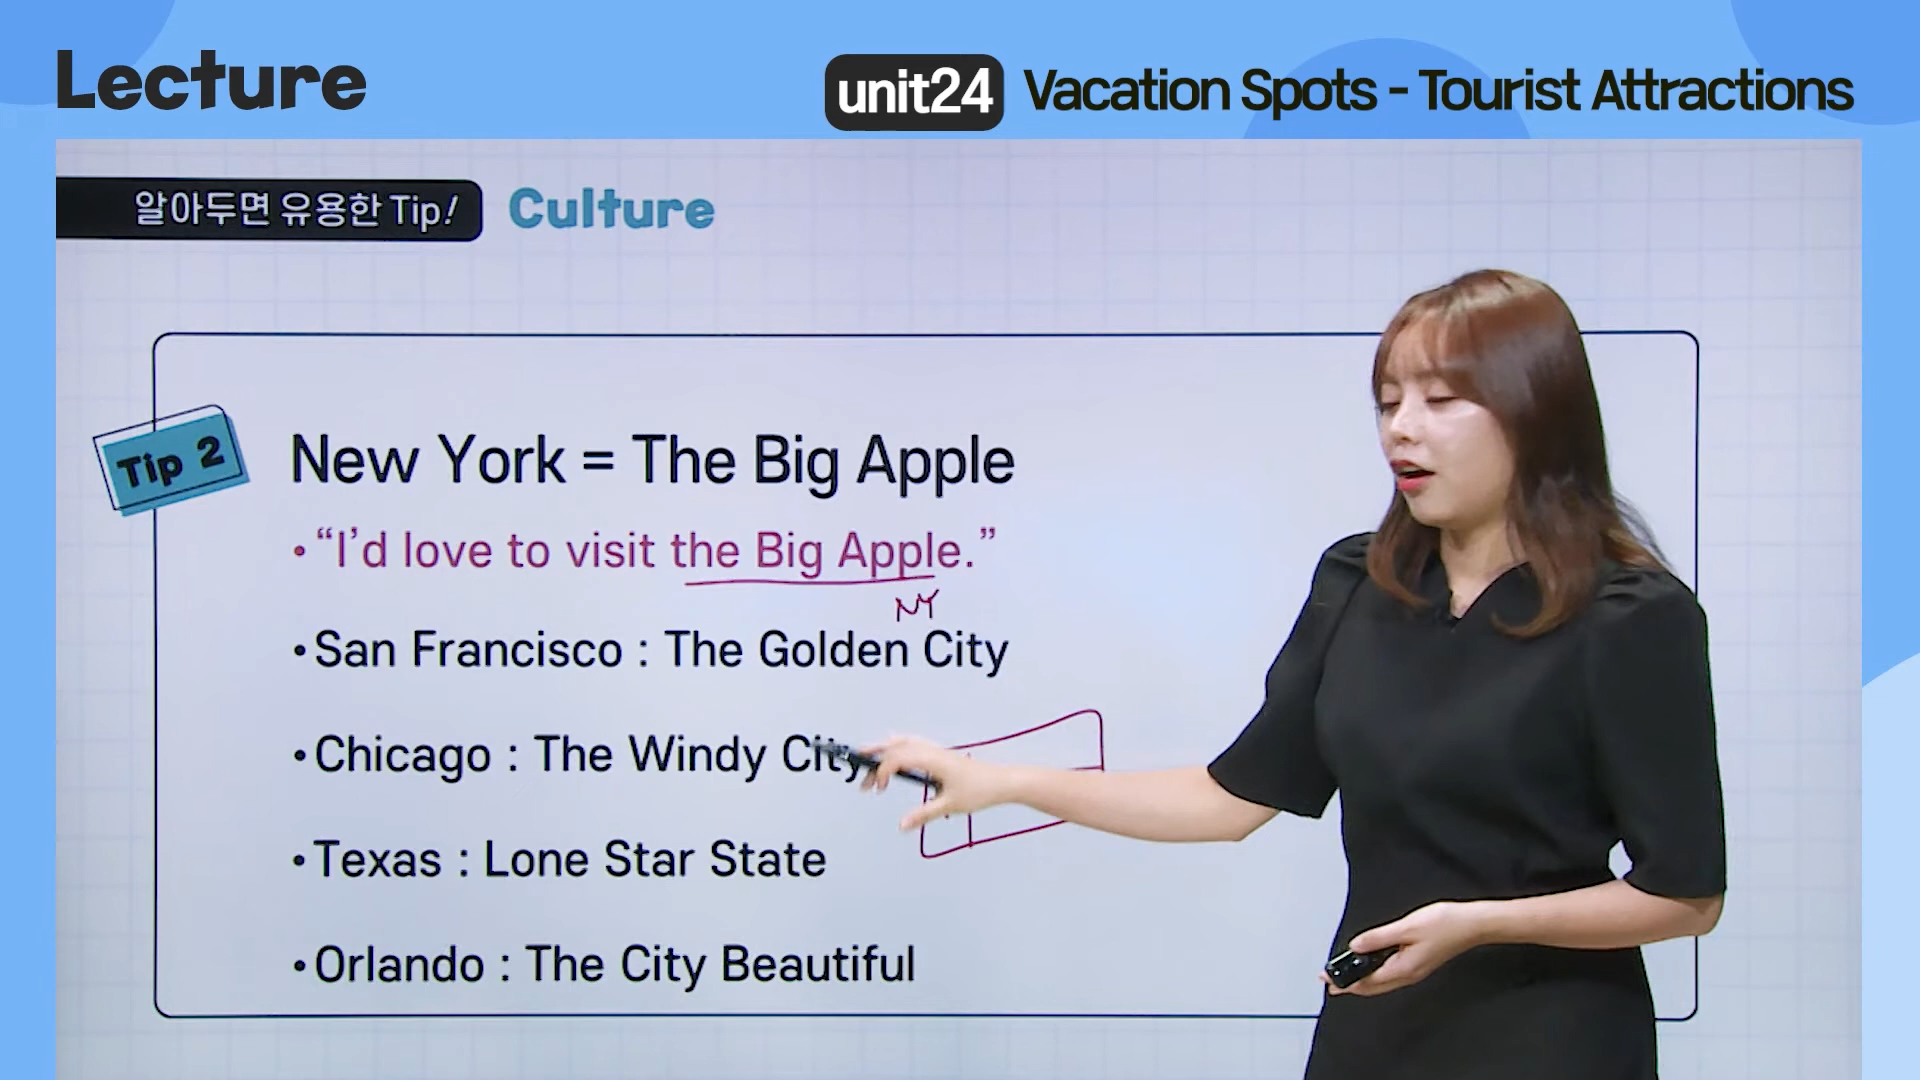 Lecture
unit24 Vacation Spots - Tourist Attractions
알아두면 유용한 Tip! Culture
Tip 2
New York = The Big Apple
• “I’d love to visit the Big Apple.”
NY
• San Francisco : The Golden City
• Chicago : The Windy City
• Texas : Lone Star State
• Orlando : The City Beautiful